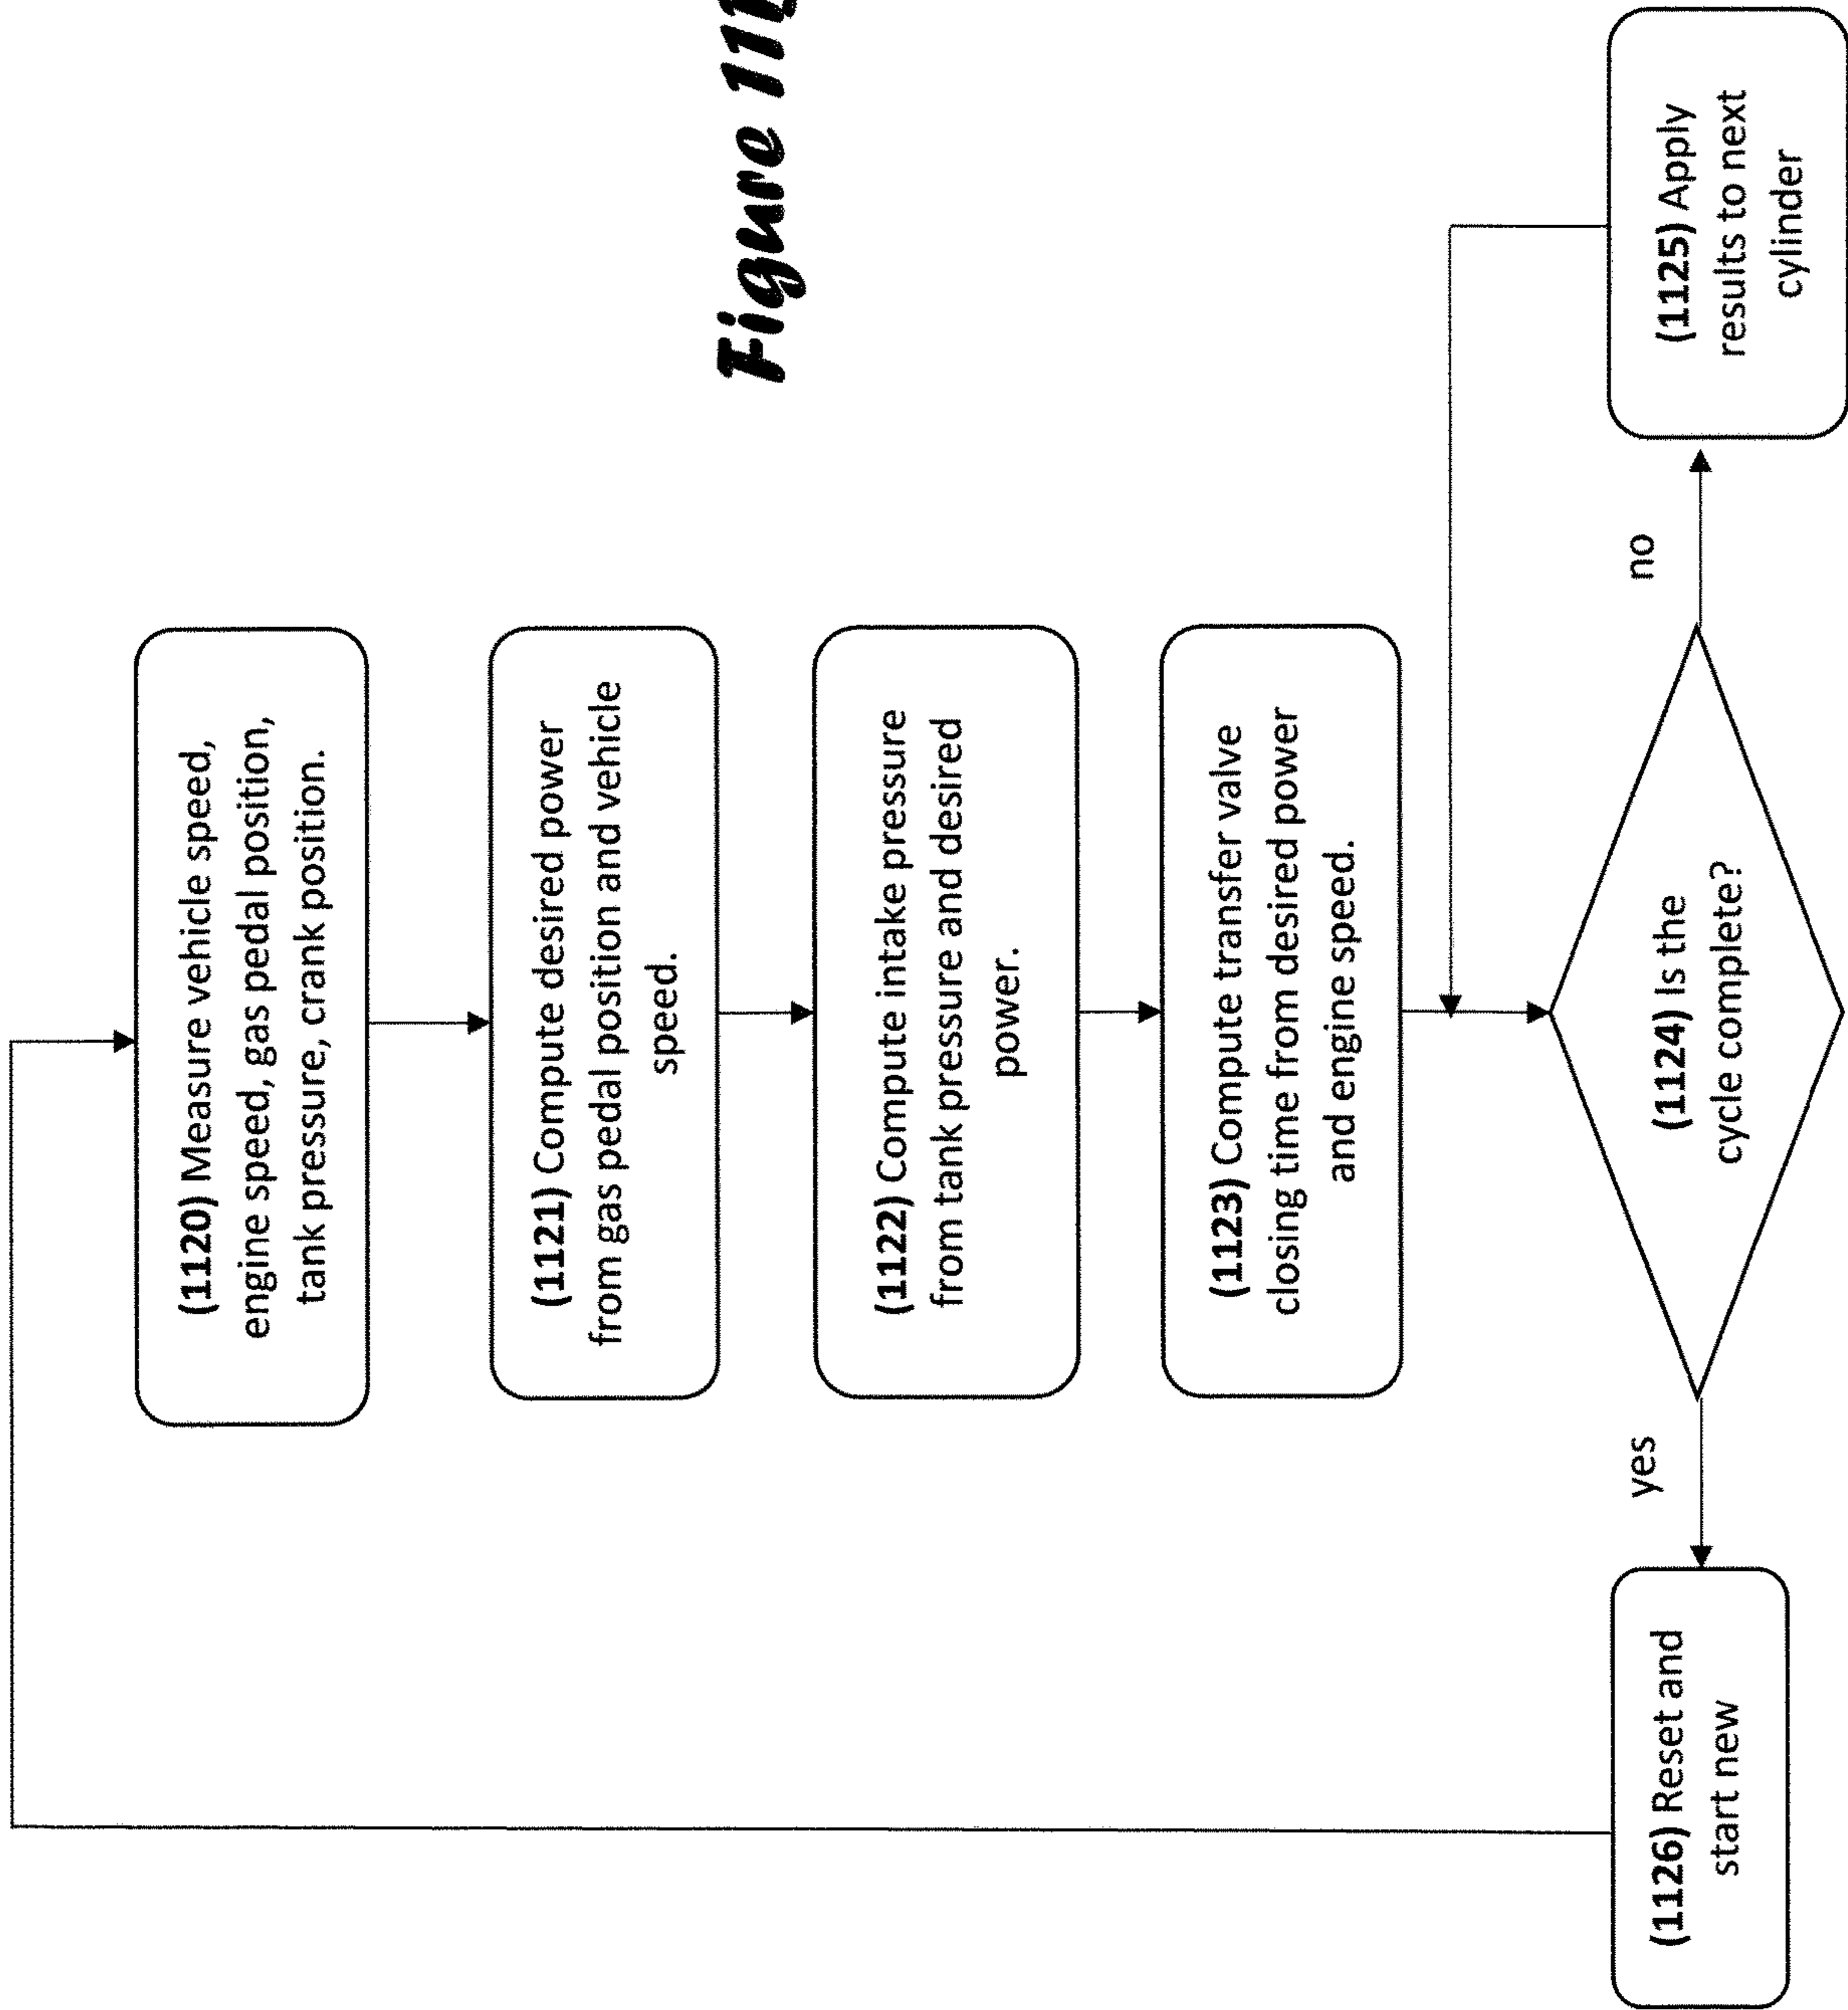 (1120) Measure vehicle speed,
engine speed, gas pedal position,
tank pressure, crank position.
(1121) Compute desired power
from gas pedal position and vehicle
speed.
(1122) Compute intake pressure
from tank pressure and desired
power.
(1123) Compute transfer valve
closing time from desired power
and engine speed.
(1124) Is the
cycle complete?
yes
no
(1126) Reset and
start new
(1125) Apply
results to next
cylinder
Figure